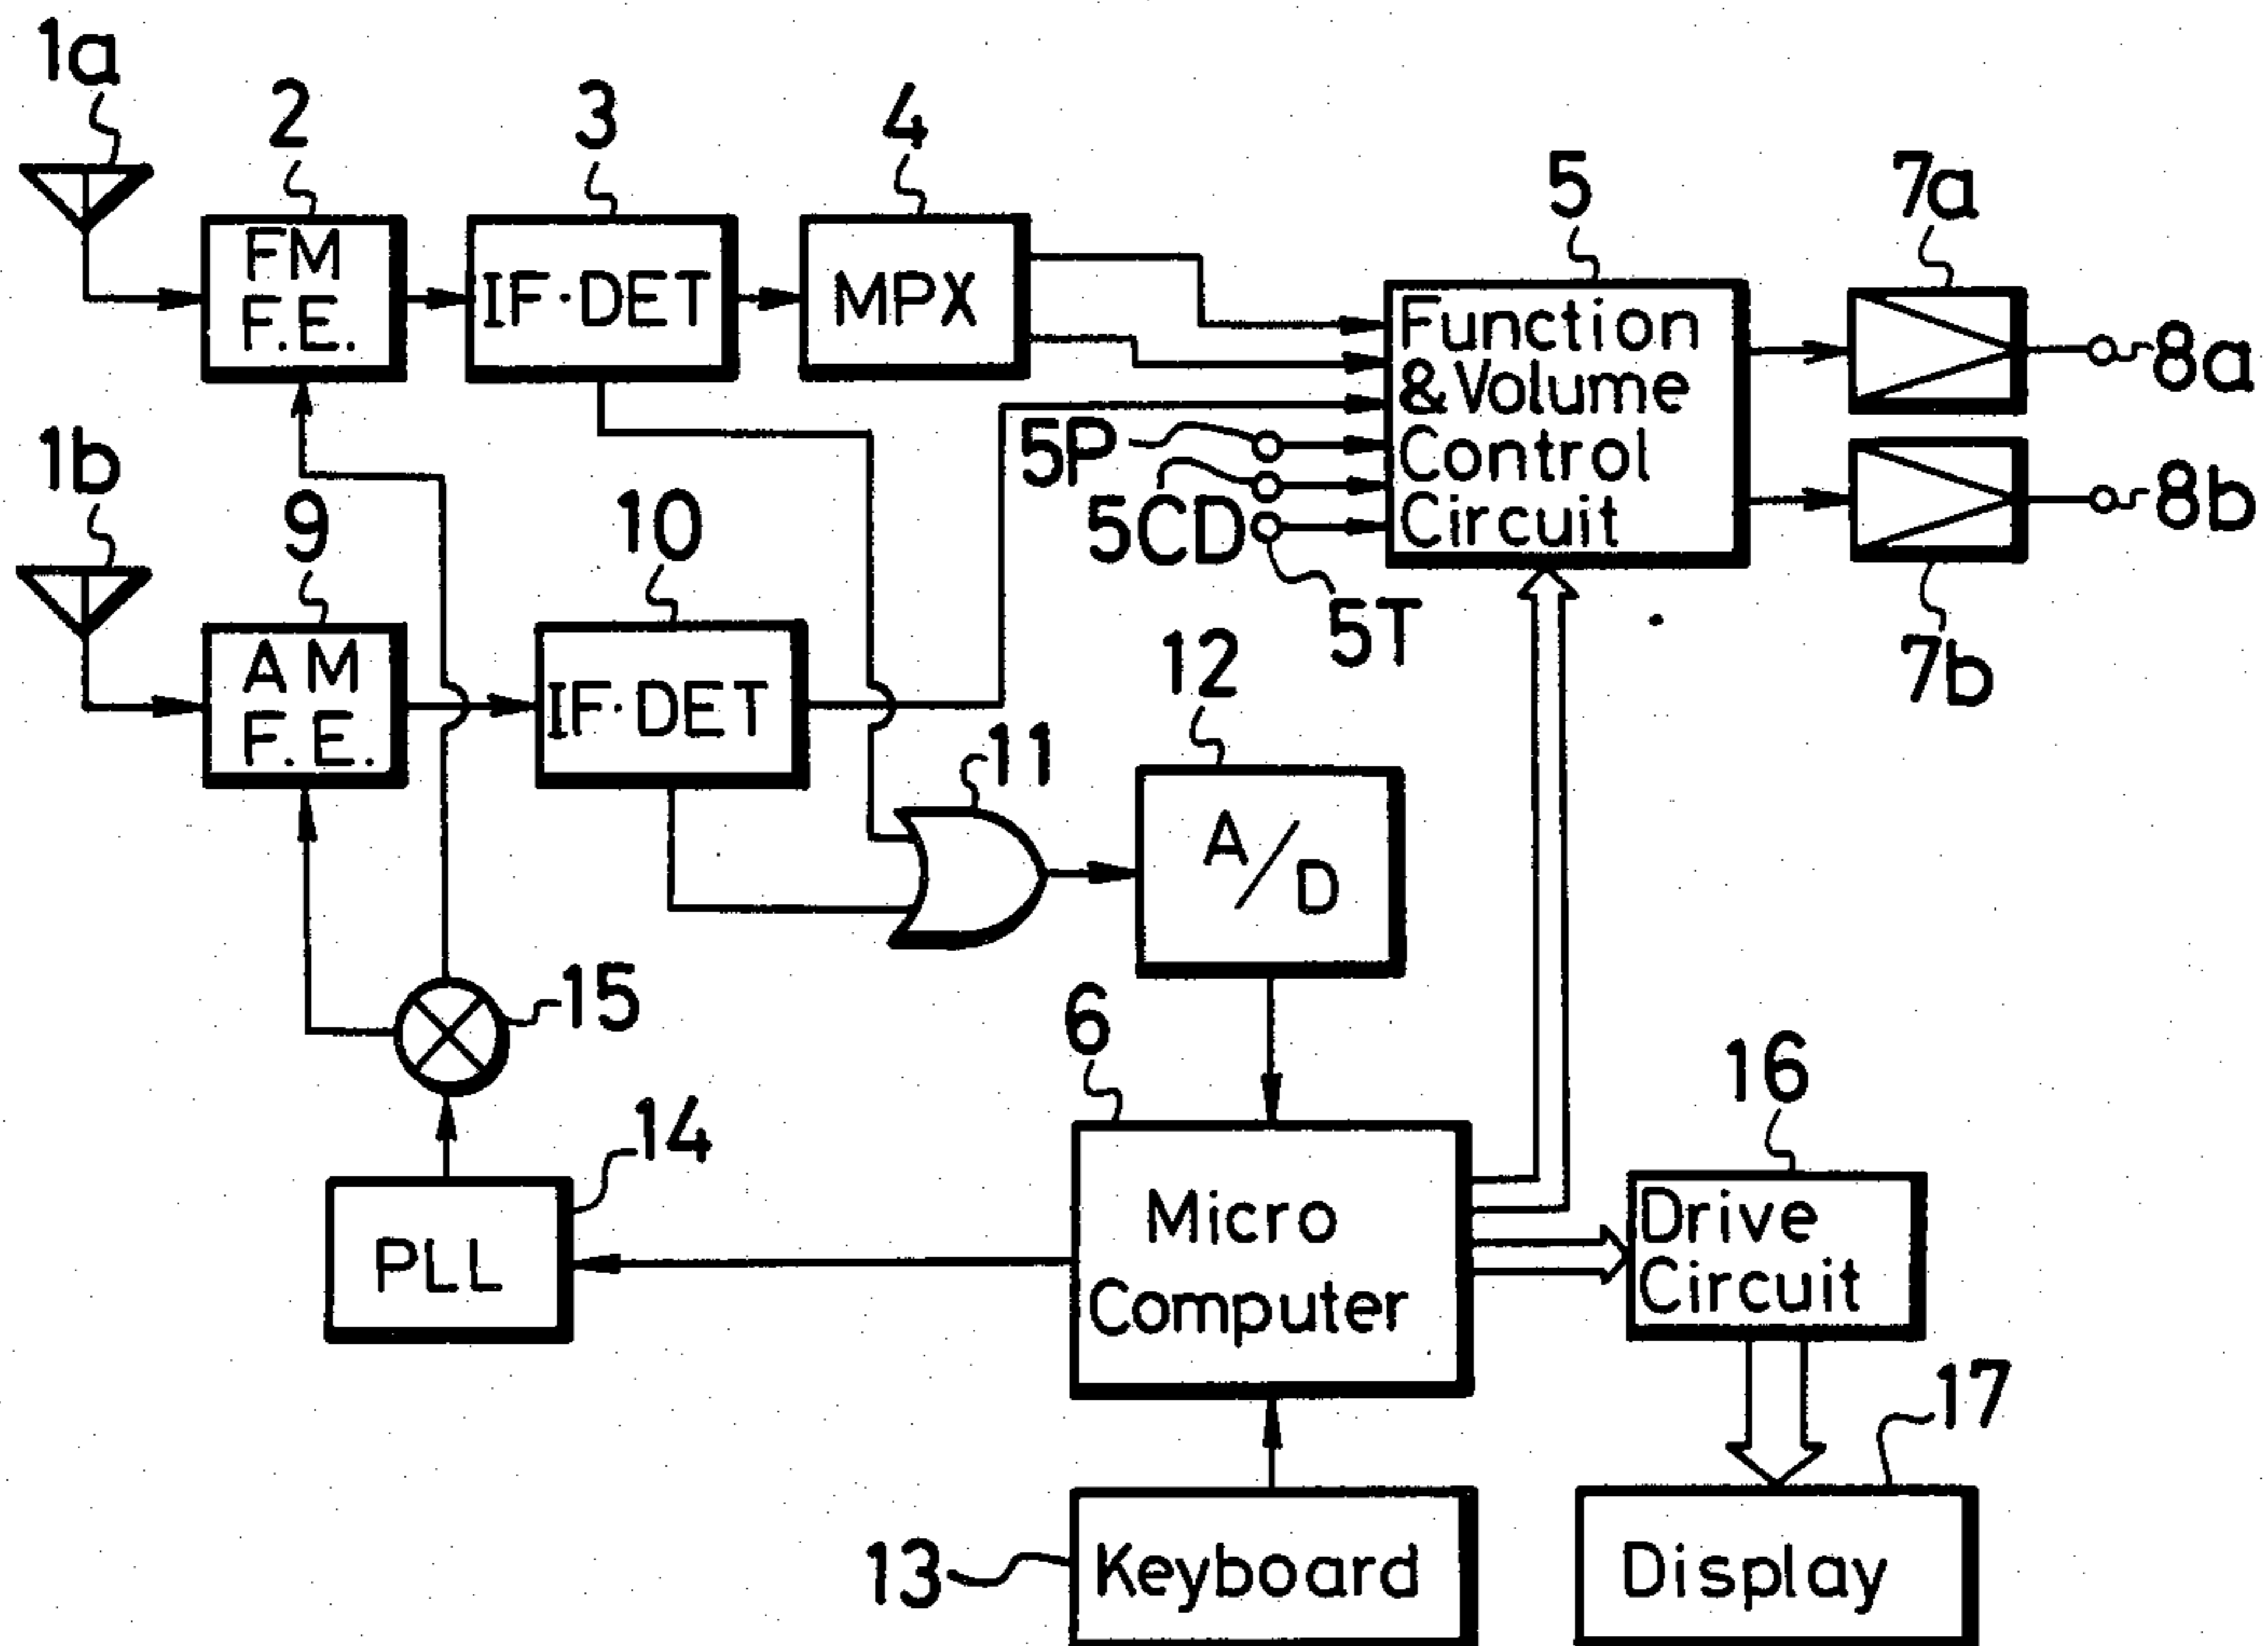 1a
2
3
4
5
7a
FM
F.E.
IF·DET
MPX
Function
& Volume
Control
Circuit
8a
5P
5CD
5T
8b
7b
1b
9
10
AM
F.E.
IF·DET
11
12
A/D
15
6
14
16
PLL
Micro
Computer
Drive
Circuit
17
13
Keyboard
Display